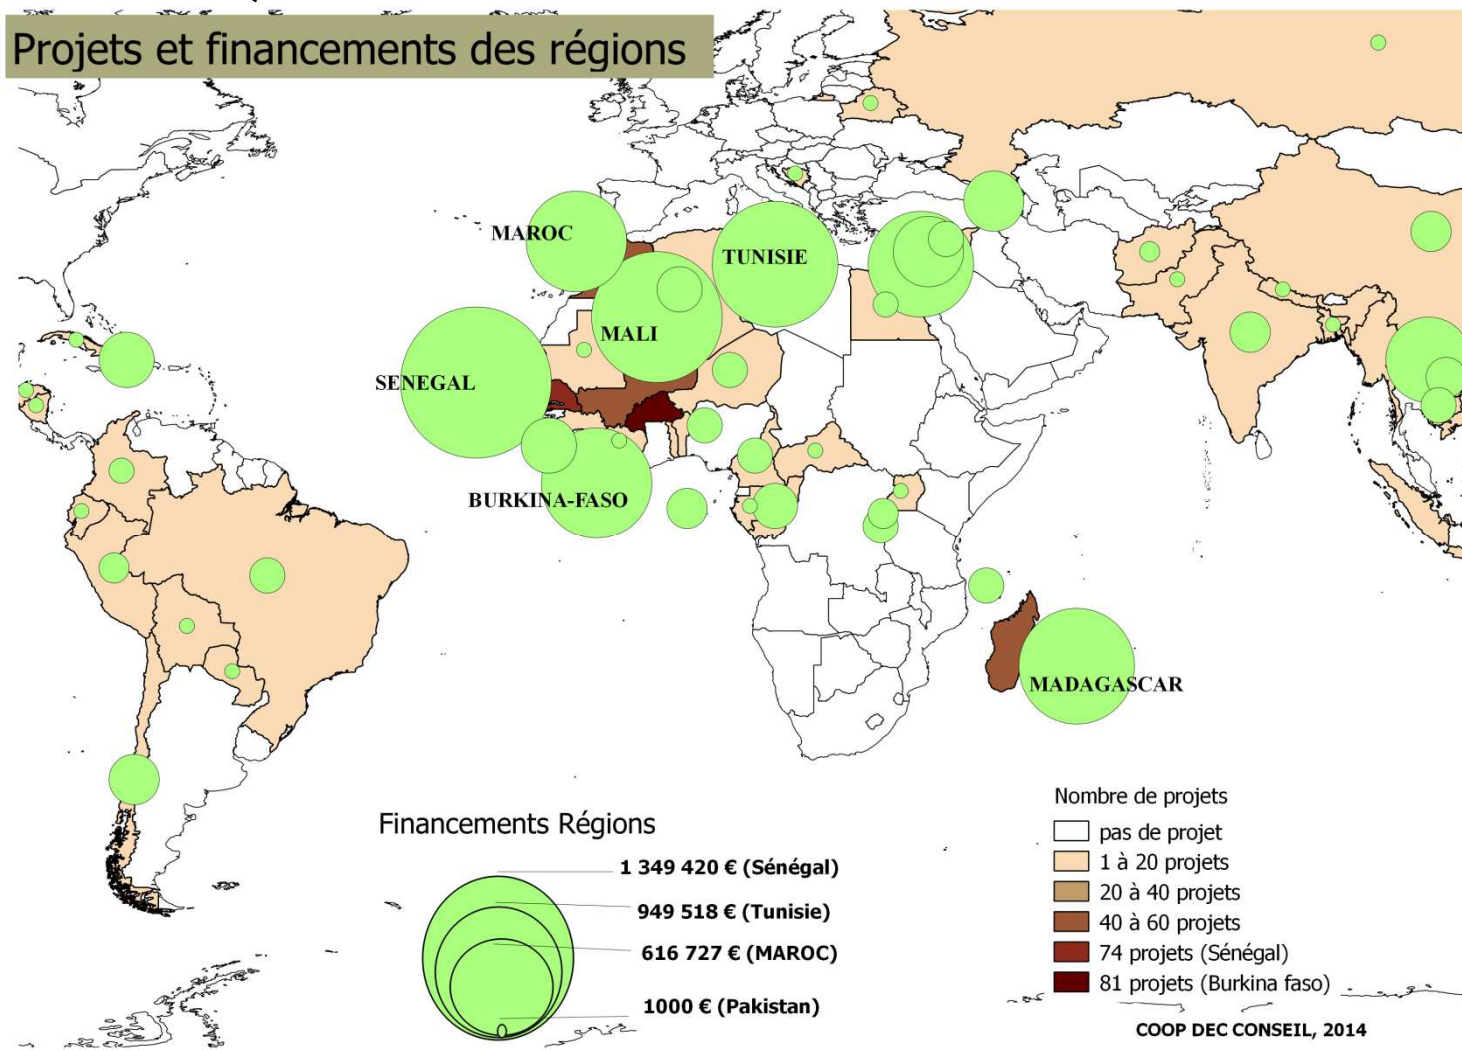 Projets et financements des régions
MAROC
TUNISIE
MALI
SENEGAL
BURKINA-FASO
MADAGASCAR
Financements Régions
1 349 420 € (Sénégal)
949 518 € (Tunisie)
616 727 € (MAROC)
1000 € (Pakistan)
Nombre de projets
pas de projet
1 à 20 projets
20 à 40 projets
40 à 60 projets
74 projets (Sénégal)
81 projets (Burkina faso)
COOP DEC CONSEIL, 2014